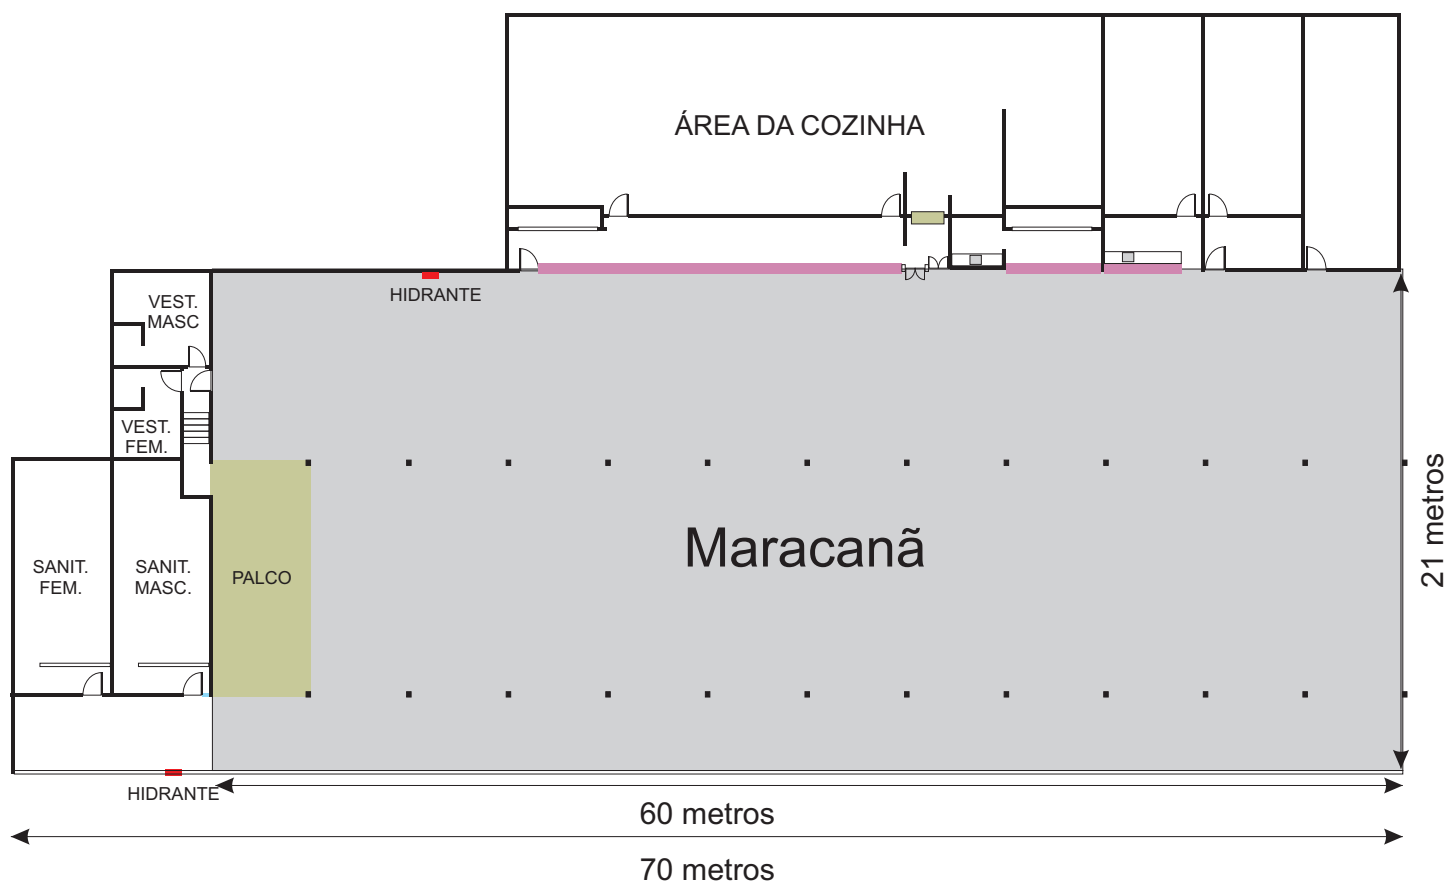 ÁREA DA COZINHA
HIDRANTE
VEST.
MASC
VEST.
FEM.
SANIT.
FEM.
SANIT.
MASC.
PALCO
Maracanã
21 metros
HIDRANTE
60 metros
70 metros